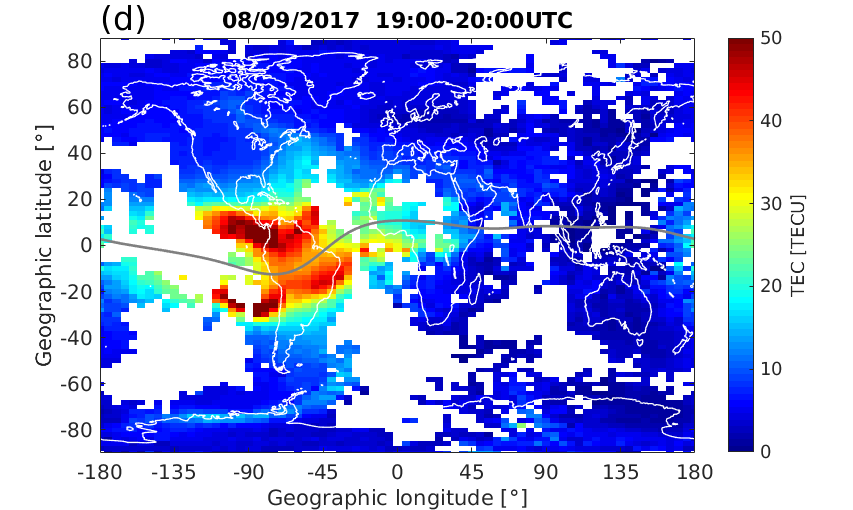 (d)
08/09/2017 19:00-20:00UTC
80
60
40
20
0
-20
-40
-60
-80
Geographic latitude [°]
-180 -135 -90 -45 0 45 90 135 180
Geographic longitude [°]
50
40
30
20
10
0
TEC [TECU]